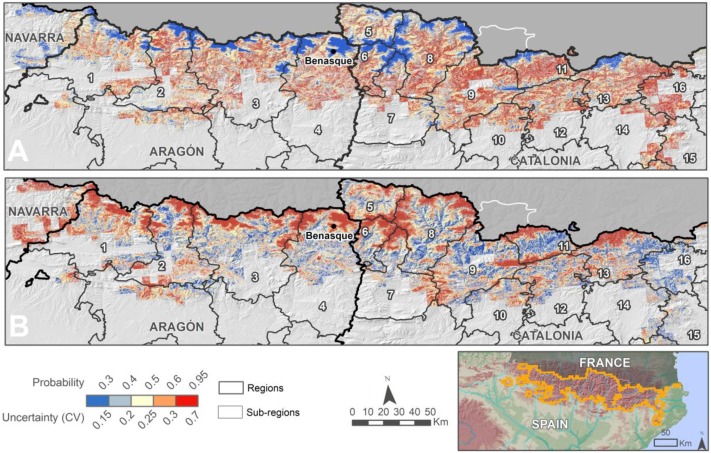 NAVARRA
5
Benasque
6
8
11
1
2
3
9
13
16
4
7
10
12
14
15
A
ARAGÓN
CATALONIA
NAVARRA
5
Benasque
6
8
11
1
2
3
9
13
16
4
7
10
12
14
15
B
ARAGÓN
CATALONIA
Probability 0.3 0.4 0.5 0.6 0.95
Uncertainty (CV) 0.15 0.2 0.25 0.3 0.7
Regions
Sub-regions
N
0 10 20 30 40 50
Km
FRANCE
SPAIN
50
Km
N